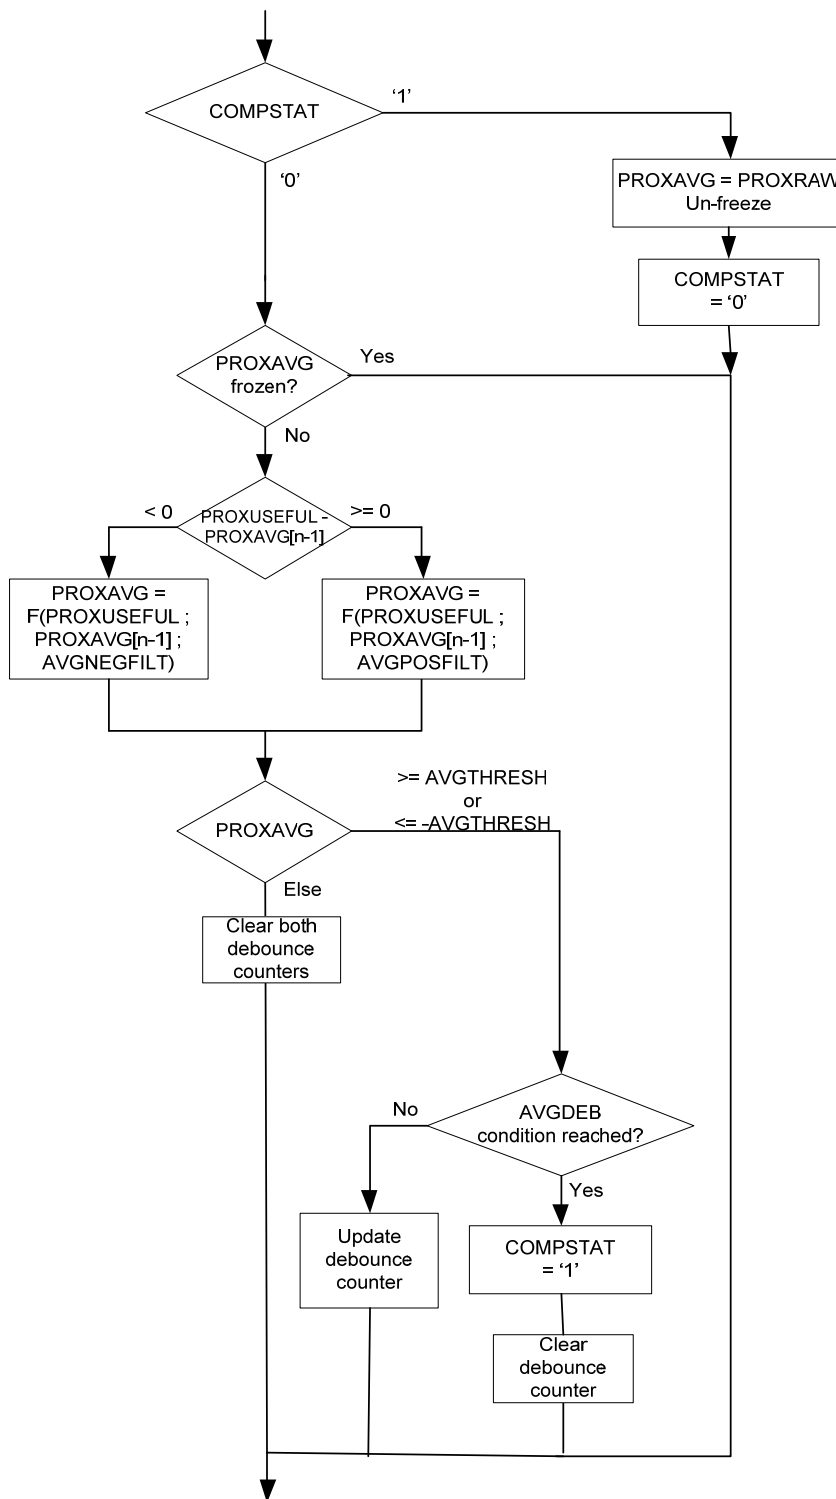 COMPSTAT
‘1’
‘0’
PROXAVG = PROXRAW
Un-freeze
COMPSTAT
= ‘0’
PROXAVG
frozen?
Yes
No
PROXUSEFUL -
PROXAVG[n-1]
< 0
>= 0
PROXAVG =
F(PROXUSEFUL ;
PROXAVG[n-1] ;
AVGNEGFILT)
PROXAVG =
F(PROXUSEFUL ;
PROXAVG[n-1] ;
AVGPOSFILT)
PROXAVG
>= AVGTHRESH
or
<= -AVGTHRESH
Else
Clear both
debounce
counters
AVGDEB
condition reached?
No
Yes
Update
debounce
counter
COMPSTAT
= ‘1’
Clear
debounce
counter